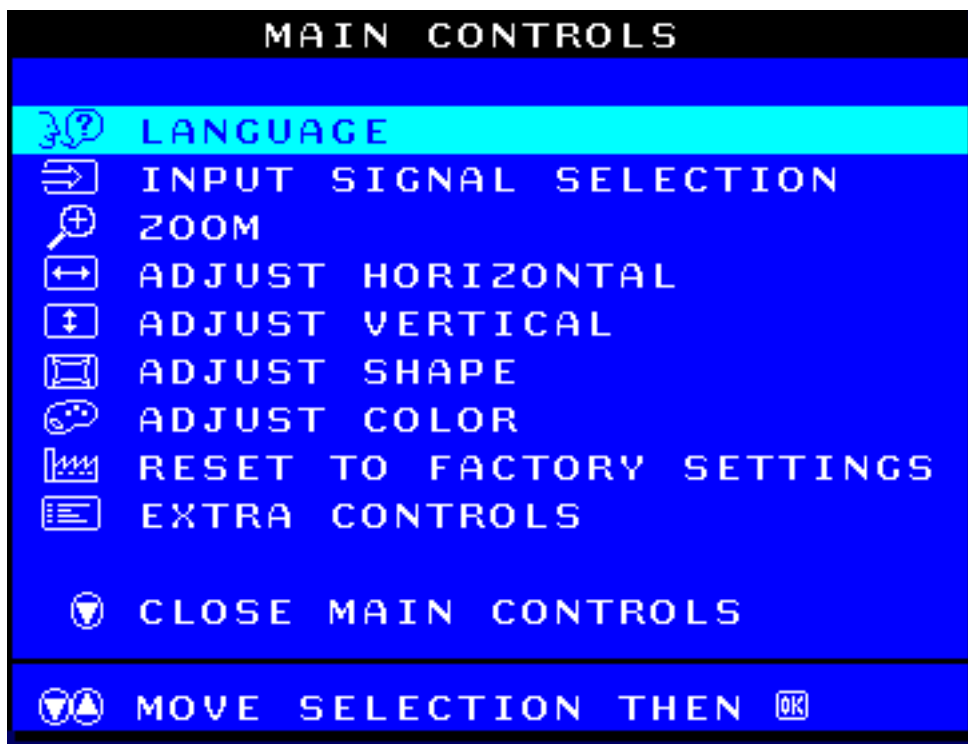 MAIN CONTROLS
LANGUAGE
INPUT SIGNAL SELECTION
ZOOM
ADJUST HORIZONTAL
ADJUST VERTICAL
ADJUST SHAPE
ADJUST COLOR
RESET TO FACTORY SETTINGS
EXTRA CONTROLS
CLOSE MAIN CONTROLS
MOVE SELECTION THEN OK